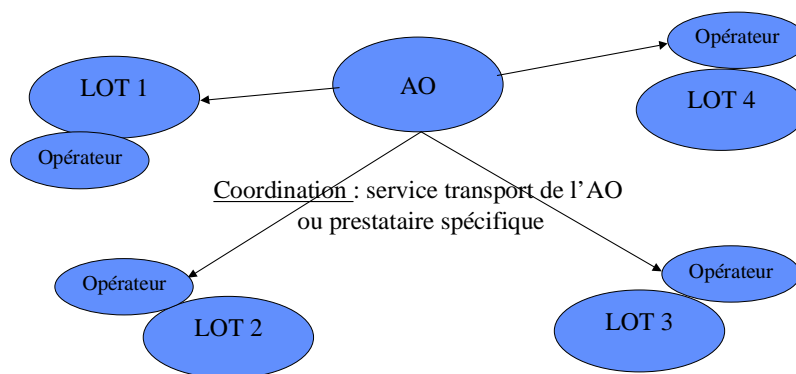 Opérateur
LOT 1
AO
LOT 4
Opérateur
Coordination : service transport de l’AO
ou prestataire spécifique
Opérateur
Opérateur
LOT 2
LOT 3